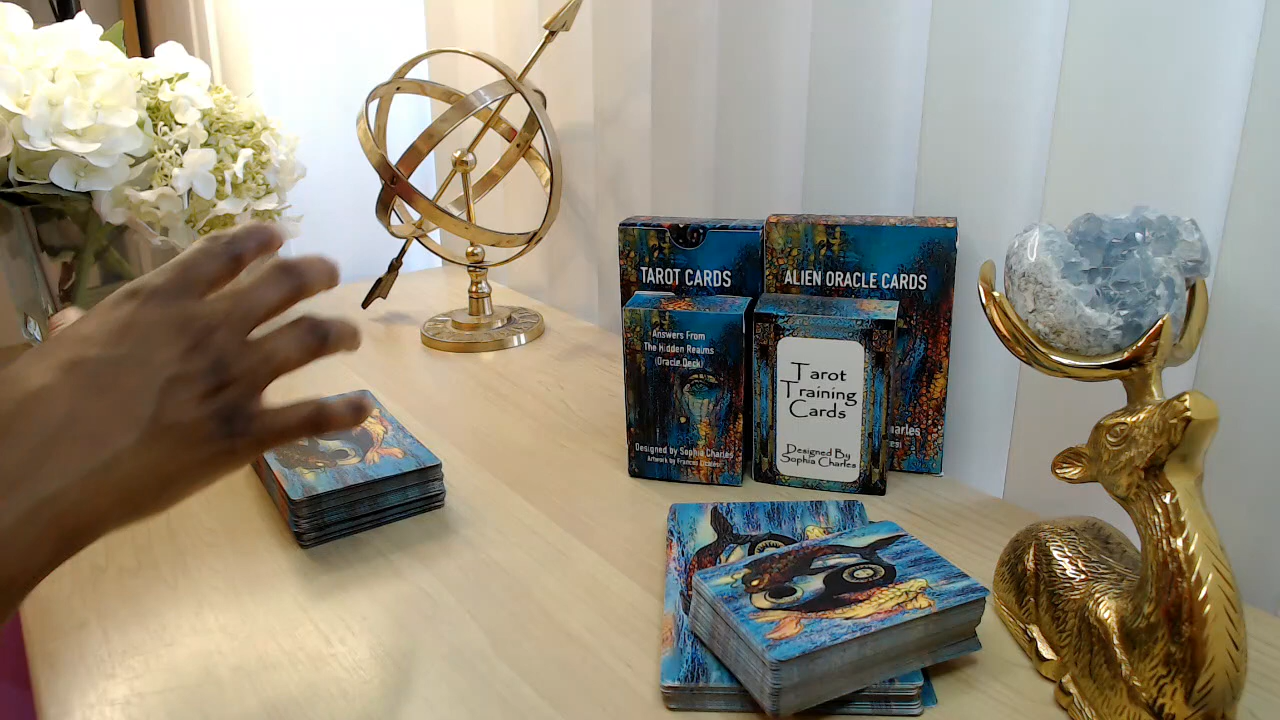 TAROT CARDS
ALIEN ORACLE CARDS
Answers From
The Hidden Realms
(Oracle Deck)
Designed by Sophia Charles
Tarot
Training
Cards
Designed By
Sophia Charles